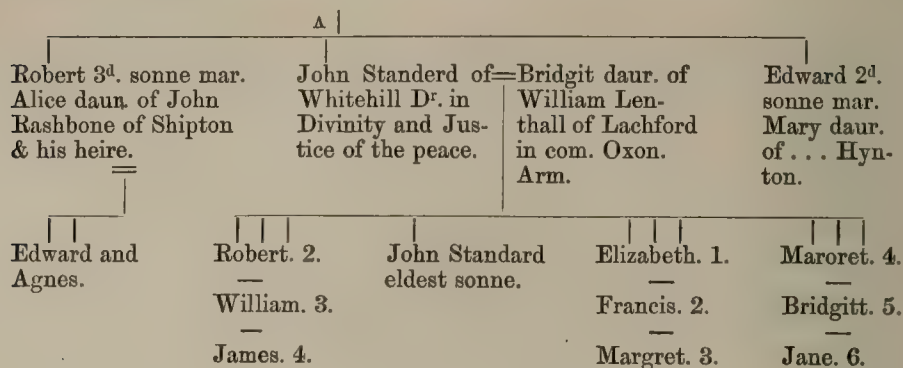 A
Robert 3d. sonne mar.
Alice daur. of John
Rashbone of Shipton
& his heire.
John Standerd of=
Whitehill Dr. in
Divinity and Jus-
tice of the peace.
Bridgit daur. of
William Len-
thall of Lachford
in com. Oxon.
Arm.
Edward 2d.
sonne mar.
Mary daur.
of . . . Hyn-
ton.
Edward and
Agnes.
Robert. 2.
William. 3.
James. 4.
John Standard
eldest sonne.
Elizabeth. 1.
Francis. 2.
Margret. 3.
Maroret. 4.
Bridgitt. 5.
Jane. 6.